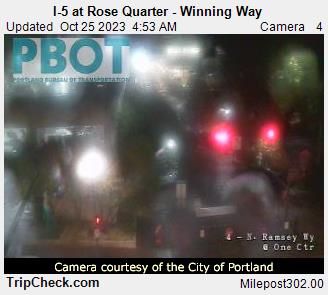 I-5 at Rose Quarter - Winning Way
Updated Oct 25 2023 4:53 AM Camera 4
PBOT
PORTLAND BUREAU OF TRANSPORTATION
4 - N. Ramsey Wy
@ One Ctr
Camera courtesy of the City of Portland
TripCheck.com Milepost302.00